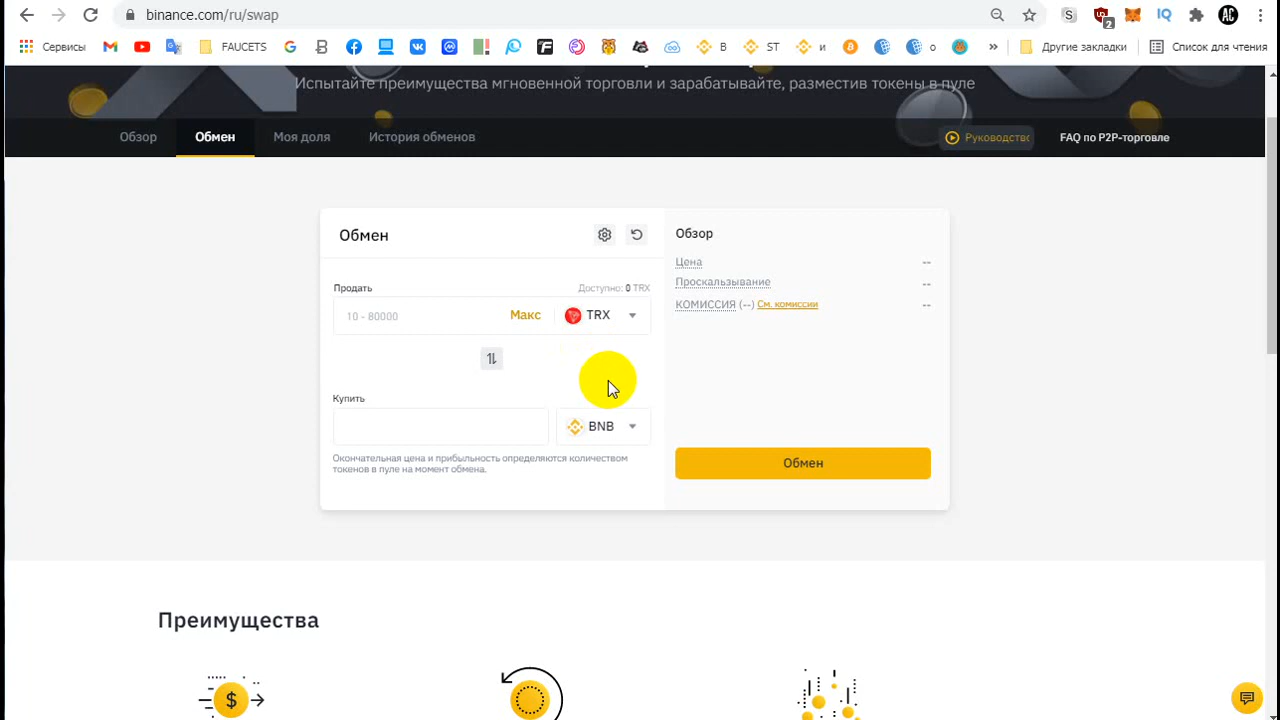 binance.com/ru/swap
2
Сервисы
FAUCETS
B
ST
и
о
»
Другие закладки
Список для чтения
Испытайте преимущества мгновенной торговли и зарабатывайте, разместив токены в пуле
Обзор
Обмен
Моя доля
История обменов
Руководство
FAQ по P2P-торговле
Обмен
Продать
Доступно: 0 TRX
10 - 80000
Макс
TRX
Купить
BNB
Окончательная цена и прибыльность определяются количеством
токенов в пуле на момент обмена.
Обзор
Цена
--
Проскальзывание
--
КОМИССИЯ (--) См. комиссии
--
Обмен
Преимущества